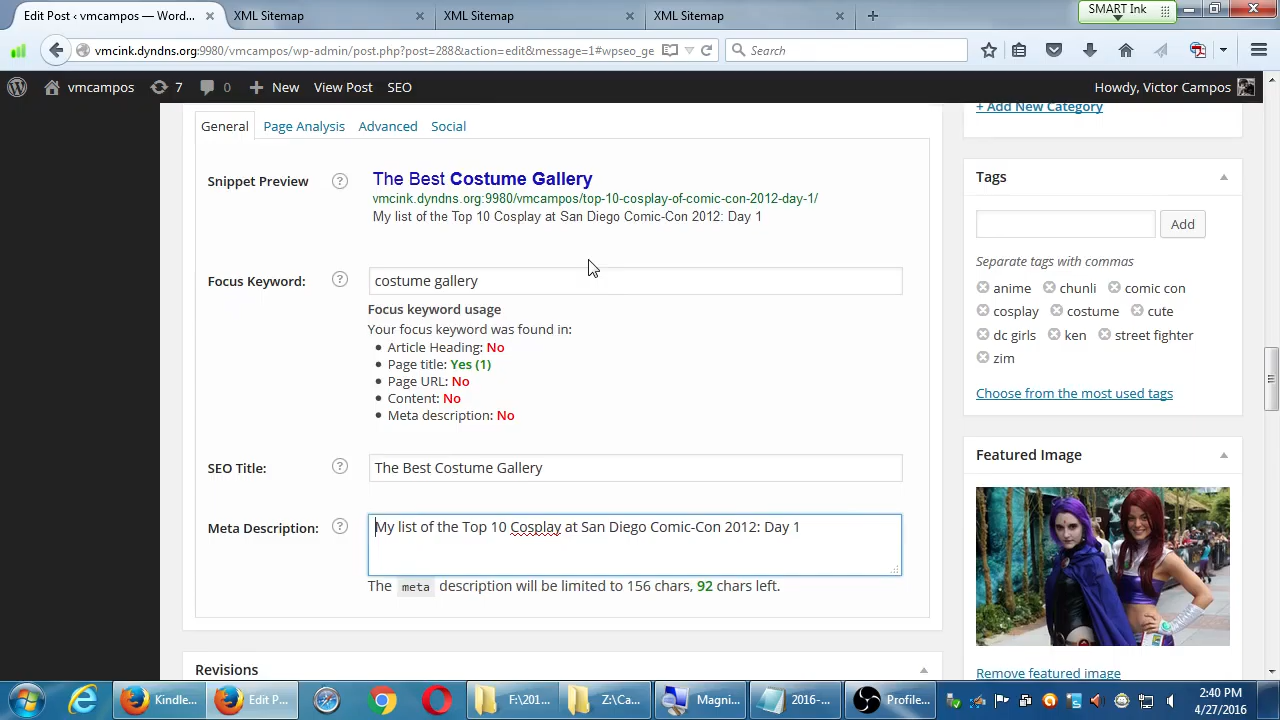 Edit Post ‹ vmcampos — Word...
XML Sitemap
XML Sitemap
XML Sitemap
SMART Ink
vmcink.dyndns.org:9980/vmcampos/wp-admin/post.php?post=288&action=edit&message=1#wpseo_ge
Search
vmcampos
7
0
New
View Post
SEO
Howdy, Victor Campos
+ Add New Category
General
Page Analysis
Advanced
Social
Snippet Preview
?
The Best Costume Gallery
vmcink.dyndns.org:9980/vmcampos/top-10-cosplay-of-comic-con-2012-day-1/
My list of the Top 10 Cosplay at San Diego Comic-Con 2012: Day 1
Focus Keyword:
?
costume gallery
Focus keyword usage
Your focus keyword was found in:
Article Heading: No
Page title: Yes (1)
Page URL: No
Content: No
Meta description: No
SEO Title:
?
The Best Costume Gallery
Meta Description:
?
My list of the Top 10 Cosplay at San Diego Comic-Con 2012: Day 1
The meta description will be limited to 156 chars, 92 chars left.
Revisions
Tags
Add
Separate tags with commas
anime chunli comic con
cosplay costume cute
dc girls ken street fighter
zim
Choose from the most used tags
Featured Image
Remove featured image
Kindle...
Edit P...
F:\201...
Z:\Ca...
Magni...
2016-...
Profile...
2:40 PM
4/27/2016